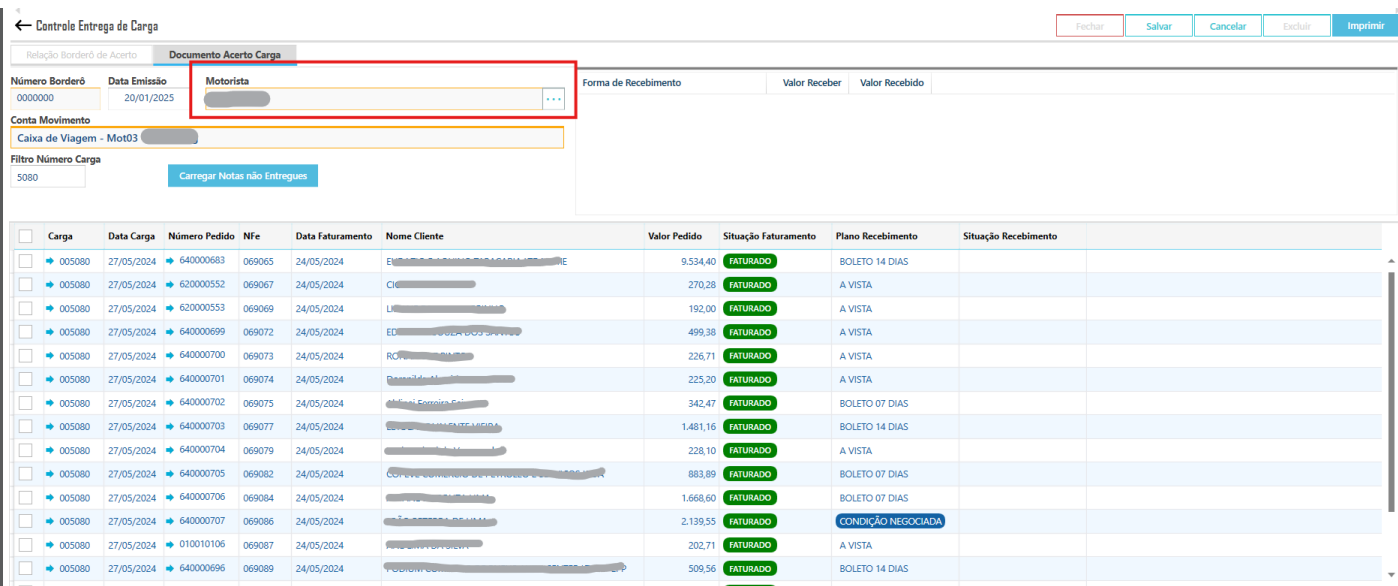 Controle Entrega de Carga
Fechar Salvar Cancelar Excluir Imprimir
Relação Borderô de Acerto Documento Acerto Carga
Número Borderô Data Emissão Motorista
0000000 20/01/2025 ...
Forma de Recebimento Valor Receber Valor Recebido
Conta Movimento
Caixa de Viagem - Mot03
Filtro Número Carga
5080 Carregar Notas não Entregues
Carga Data Carga Número Pedido NFe Data Faturamento Nome Cliente Valor Pedido Situação Faturamento Plano Recebimento Situação Recebimento
005080 27/05/2024 640000683 069065 24/05/2024 9.534,40 FATURADO BOLETO 14 DIAS
005080 27/05/2024 620000552 069067 24/05/2024 270,28 FATURADO A VISTA
005080 27/05/2024 620000553 069069 24/05/2024 192,00 FATURADO A VISTA
005080 27/05/2024 640000699 069072 24/05/2024 499,38 FATURADO A VISTA
005080 27/05/2024 640000700 069073 24/05/2024 226,71 FATURADO A VISTA
005080 27/05/2024 640000701 069074 24/05/2024 225,20 FATURADO A VISTA
005080 27/05/2024 640000702 069075 24/05/2024 342,47 FATURADO BOLETO 07 DIAS
005080 27/05/2024 640000703 069077 24/05/2024 1.481,16 FATURADO BOLETO 14 DIAS
005080 27/05/2024 640000704 069079 24/05/2024 228,10 FATURADO A VISTA
005080 27/05/2024 640000705 069082 24/05/2024 883,89 FATURADO BOLETO 07 DIAS
005080 27/05/2024 640000706 069084 24/05/2024 1.668,60 FATURADO BOLETO 07 DIAS
005080 27/05/2024 640000707 069086 24/05/2024 2.139,55 FATURADO CONDIÇÃO NEGOCIADA
005080 27/05/2024 010010106 069087 24/05/2024 202,71 FATURADO A VISTA
005080 27/05/2024 640000696 069089 24/05/2024 509,56 FATURADO BOLETO 14 DIAS